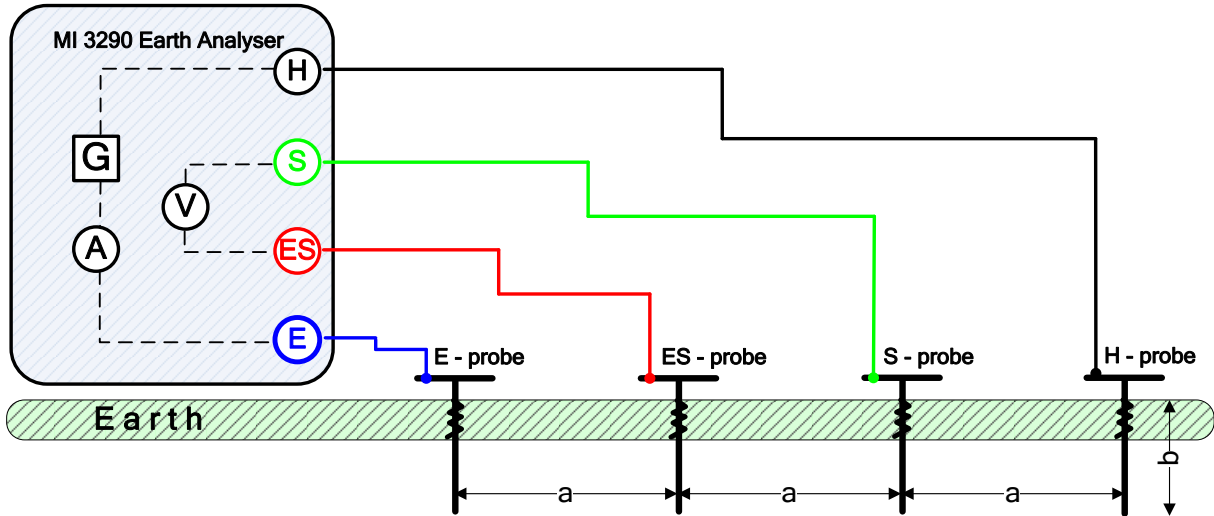 MI 3290 Earth Analyser
H
G
S
V
A
ES
E
E - probe
ES - probe
S - probe
H - probe
Earth
a
a
a
b